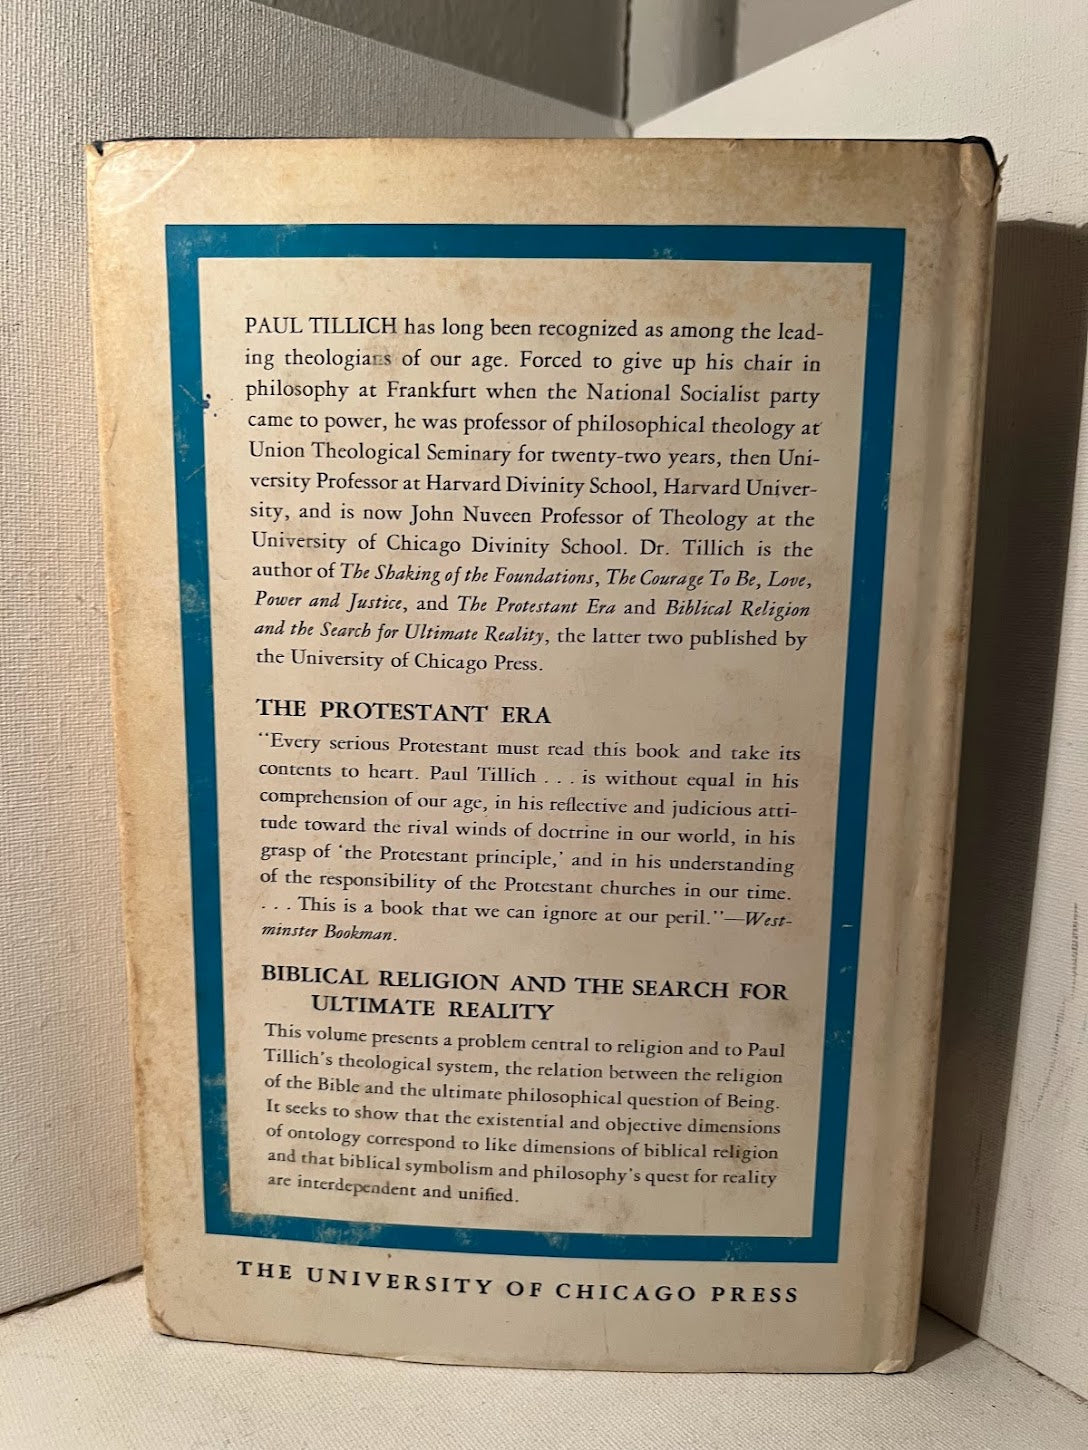 PAUL TILLICH has long been recognized as among the lead-
ing theologians of our age. Forced to give up his chair in
philosophy at Frankfurt when the National Socialist party
came to power, he was professor of philosophical theology at
Union Theological Seminary for twenty-two years, then Uni-
versity Professor at Harvard Divinity School, Harvard Univer-
sity, and is now John Nuveen Professor of Theology at the
University of Chicago Divinity School. Dr. Tillich is the
author of The Shaking of the Foundations, The Courage To Be, Love,
Power and Justice, and The Protestant Era and Biblical Religion
and the Search for Ultimate Reality, the latter two published by
the University of Chicago Press.
THE PROTESTANT ERA
"Every serious Protestant must read this book and take its
contents to heart. Paul Tillich . . . is without equal in his
comprehension of our age, in his reflective and judicious atti-
tude toward the rival winds of doctrine in our world, in his
grasp of 'the Protestant principle,' and in his understanding
of the responsibility of the Protestant churches in our time.
. . . This is a book that we can ignore at our peril."—West-
minster Bookman.
BIBLICAL RELIGION AND THE SEARCH FOR
ULTIMATE REALITY
This volume presents a problem central to religion and to Paul
Tillich's theological system, the relation between the religion
of the Bible and the ultimate philosophical question of Being.
It seeks to show that the existential and objective dimensions
of ontology correspond to like dimensions of biblical religion
and that biblical symbolism and philosophy's quest for reality
are interdependent and unified.
THE UNIVERSITY OF CHICAGO PRESS